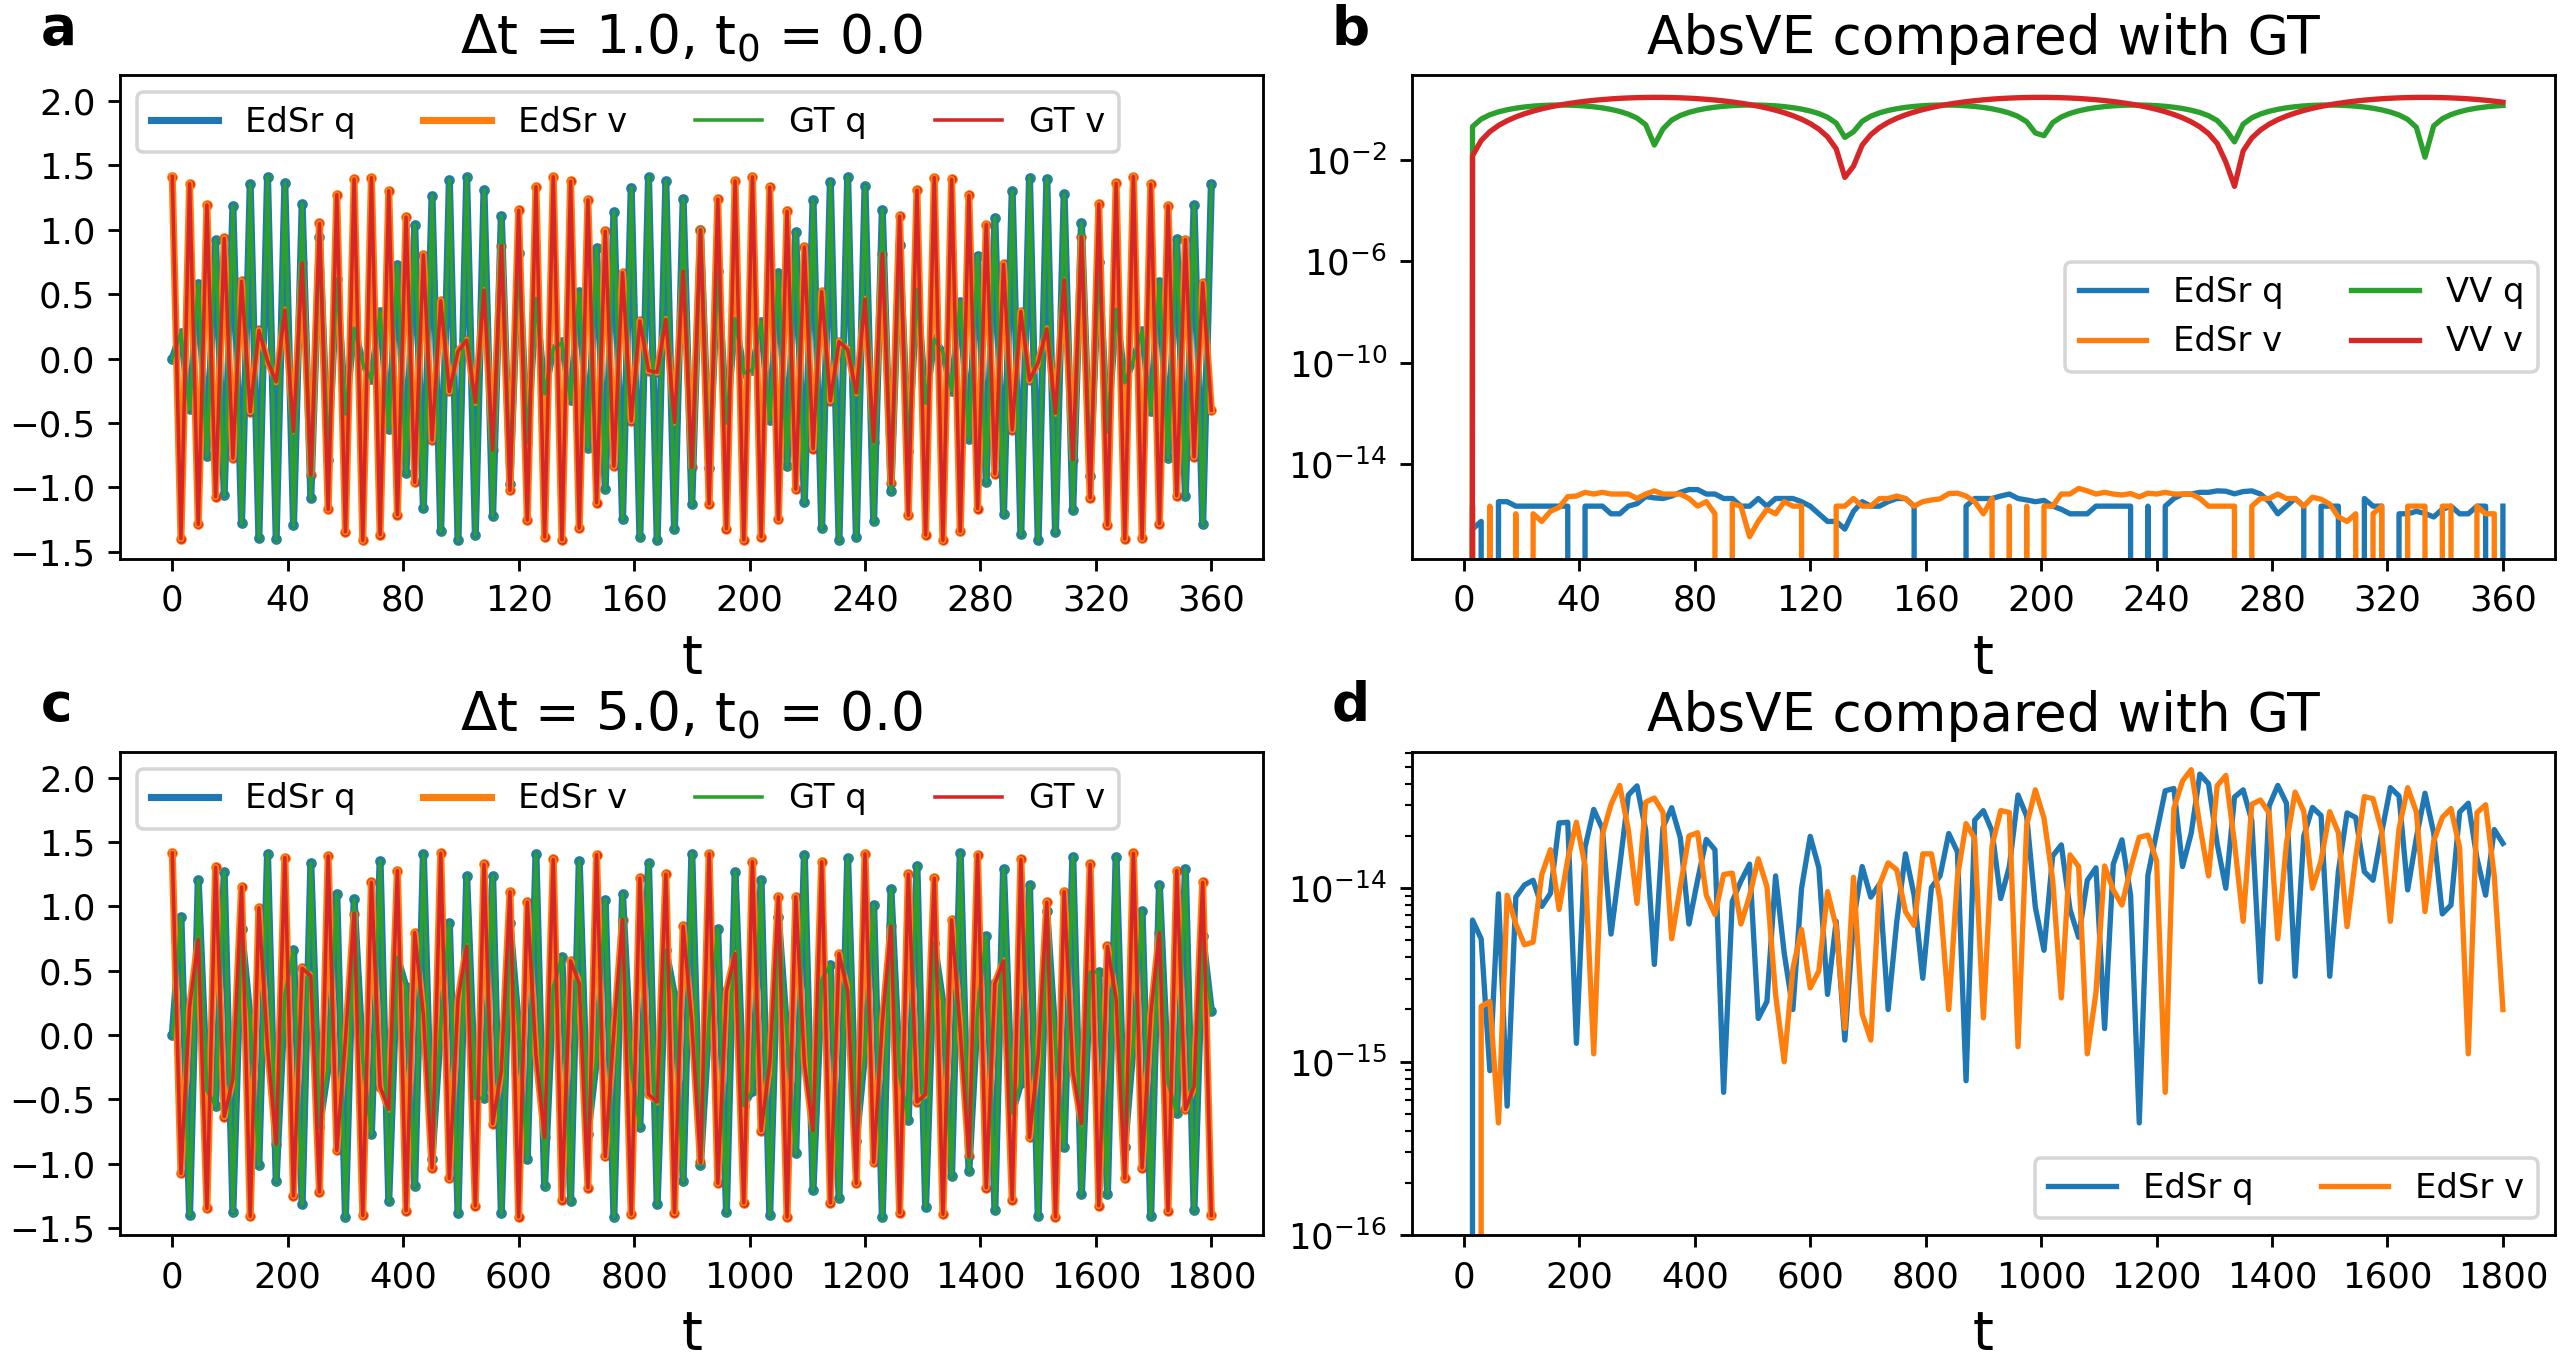 a
Δt = 1.0, t₀ = 0.0
EdSr q EdSr v GT q GT v
2.0
1.5
1.0
0.5
0.0
−0.5
−1.0
−1.5
0 40 80 120 160 200 240 280 320 360
t
b
AbsVE compared with GT
10⁻²
10⁻⁶
10⁻¹⁰
10⁻¹⁴
EdSr q VV q
EdSr v VV v
0 40 80 120 160 200 240 280 320 360
t
c
Δt = 5.0, t₀ = 0.0
EdSr q EdSr v GT q GT v
2.0
1.5
1.0
0.5
0.0
−0.5
−1.0
−1.5
0 200 400 600 800 1000 1200 1400 1600 1800
t
d
AbsVE compared with GT
10⁻¹⁴
10⁻¹⁵
10⁻¹⁶
EdSr q EdSr v
0 200 400 600 800 1000 1200 1400 1600 1800
t